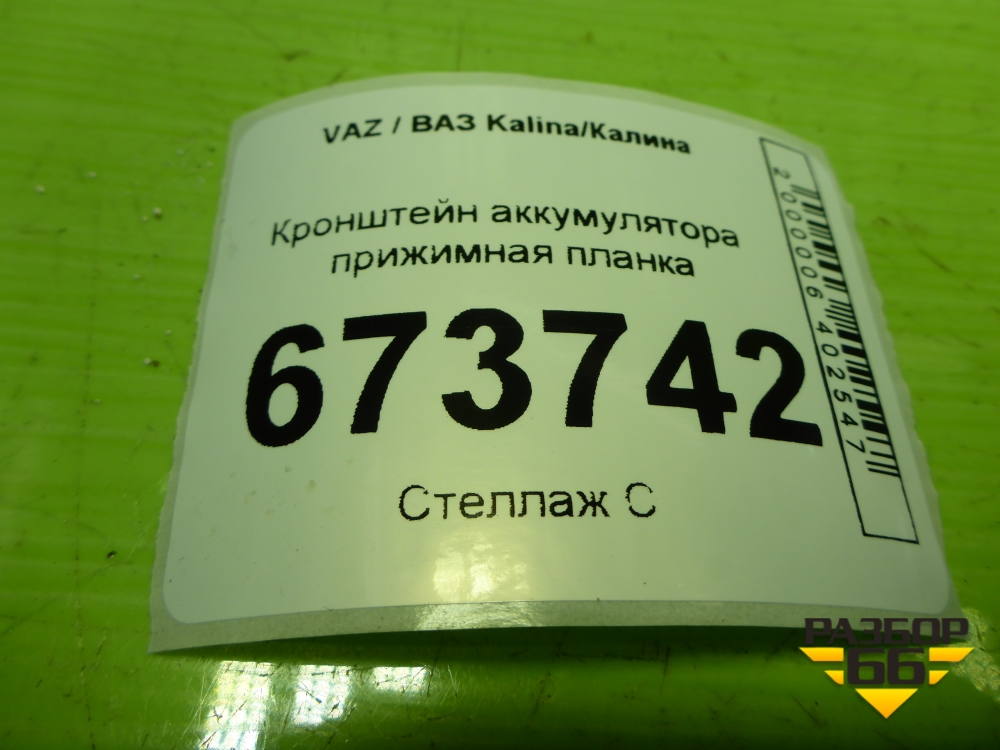 VAZ / ВАЗ Kalina/Калина
Кронштейн аккумулятора
прижимная планка
673742
Стеллаж С
2000006402547
РАЗБОР
66